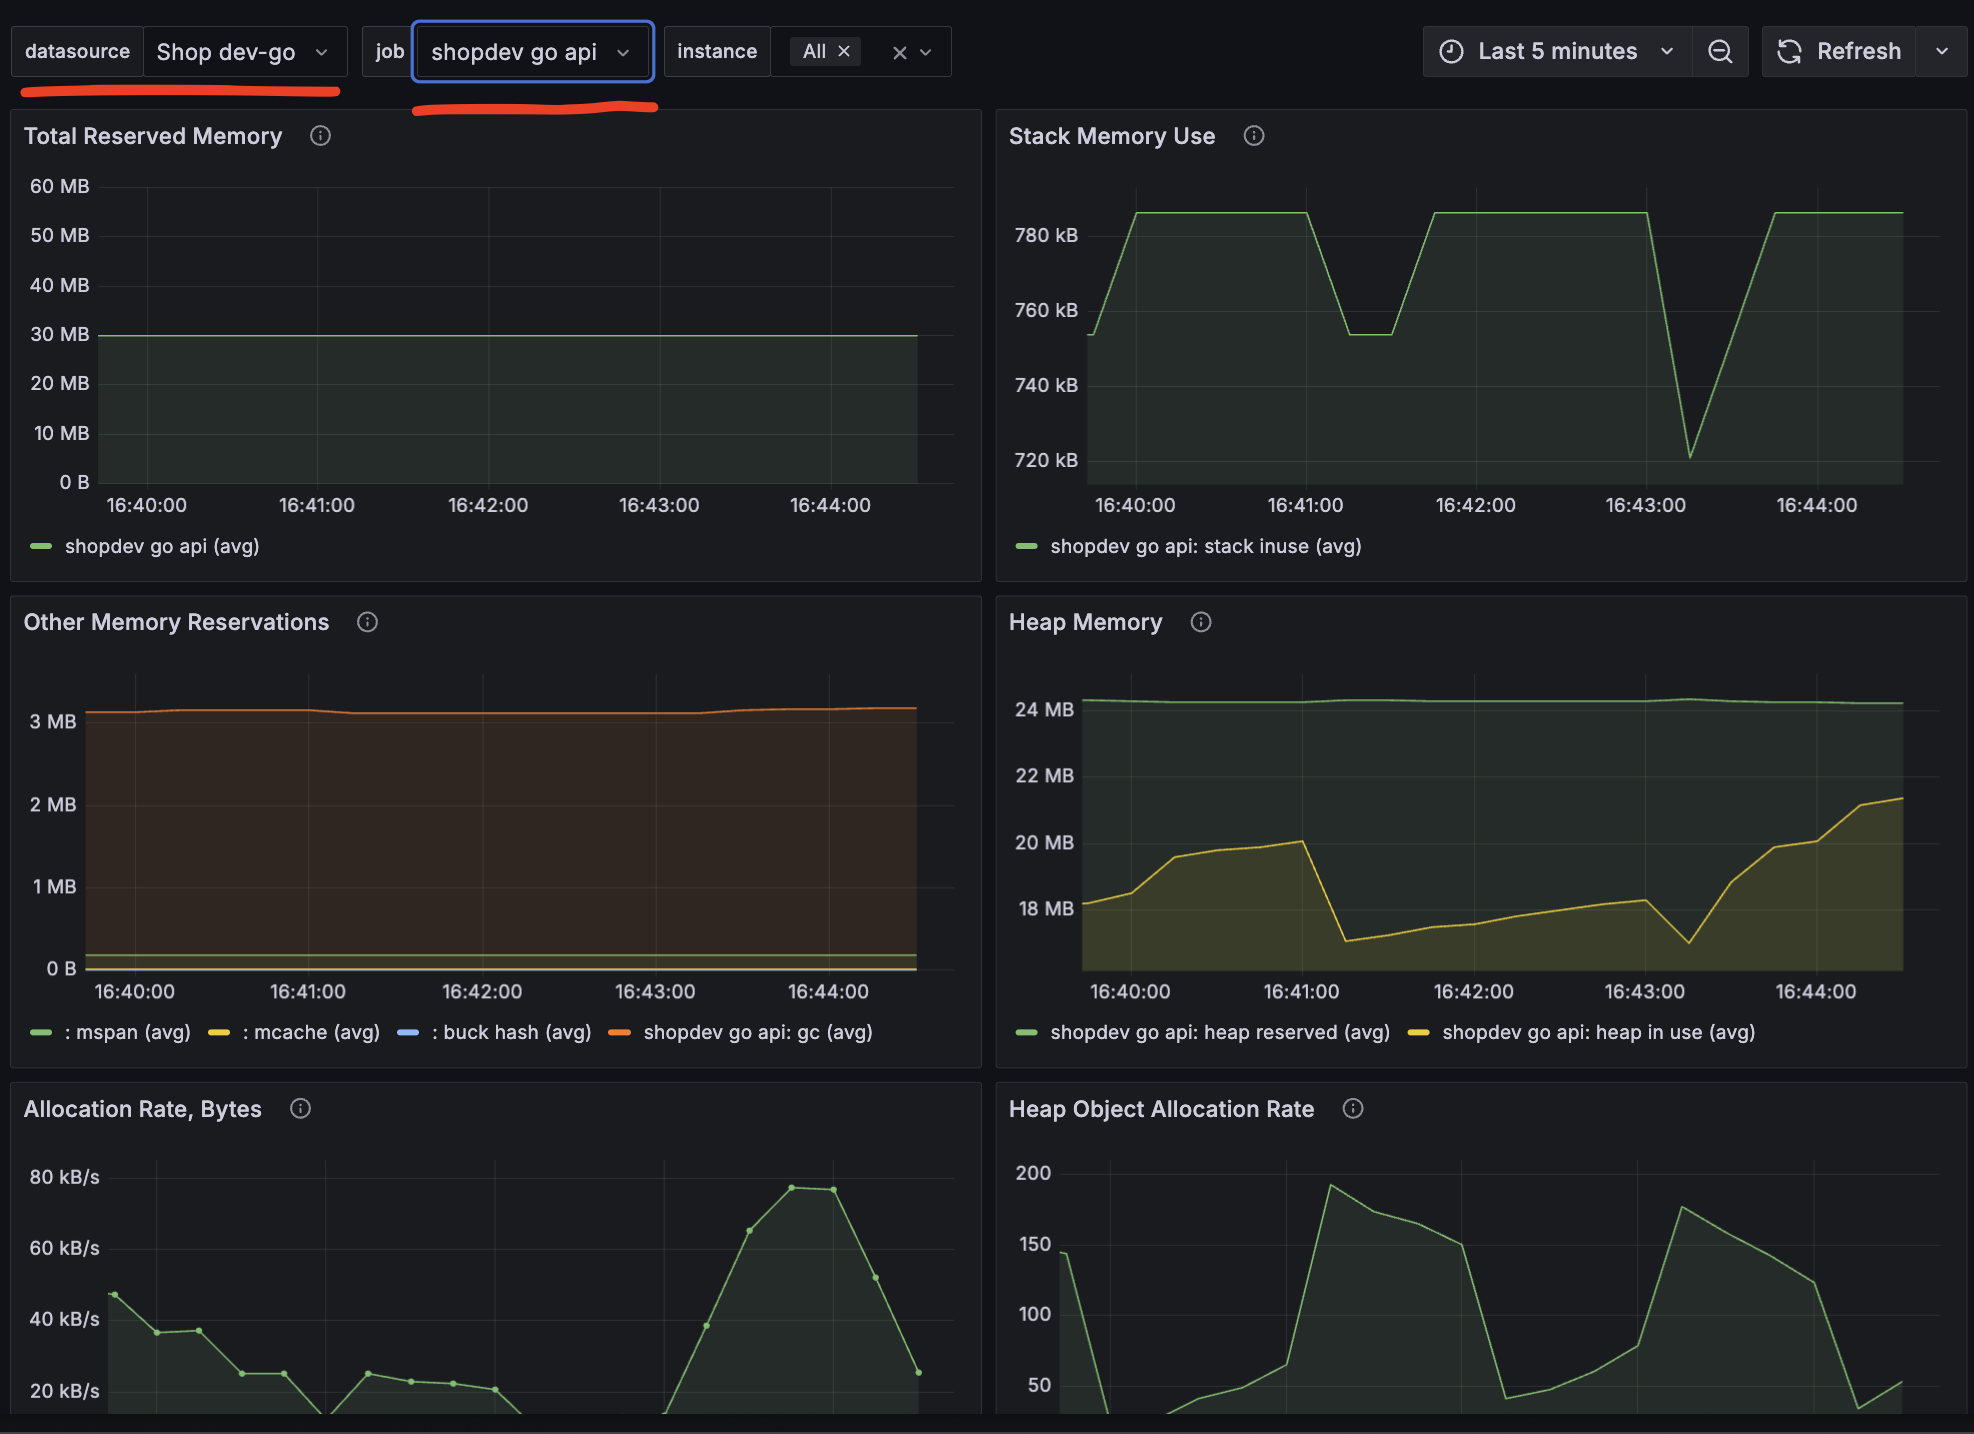 datasource Shop dev-go job shopdev go api instance All Last 5 minutes Refresh
Total Reserved Memory
60 MB
50 MB
40 MB
30 MB
20 MB
10 MB
0 B
16:40:00 16:41:00 16:42:00 16:43:00 16:44:00
shopdev go api (avg)
Stack Memory Use
780 kB
760 kB
740 kB
720 kB
16:40:00 16:41:00 16:42:00 16:43:00 16:44:00
shopdev go api: stack inuse (avg)
Other Memory Reservations
3 MB
2 MB
1 MB
0 B
16:40:00 16:41:00 16:42:00 16:43:00 16:44:00
: mspan (avg) : mcache (avg) : buck hash (avg) shopdev go api: gc (avg)
Heap Memory
24 MB
22 MB
20 MB
18 MB
16:40:00 16:41:00 16:42:00 16:43:00 16:44:00
shopdev go api: heap reserved (avg) shopdev go api: heap in use (avg)
Allocation Rate, Bytes
80 kB/s
60 kB/s
40 kB/s
20 kB/s
Heap Object Allocation Rate
200
150
100
50